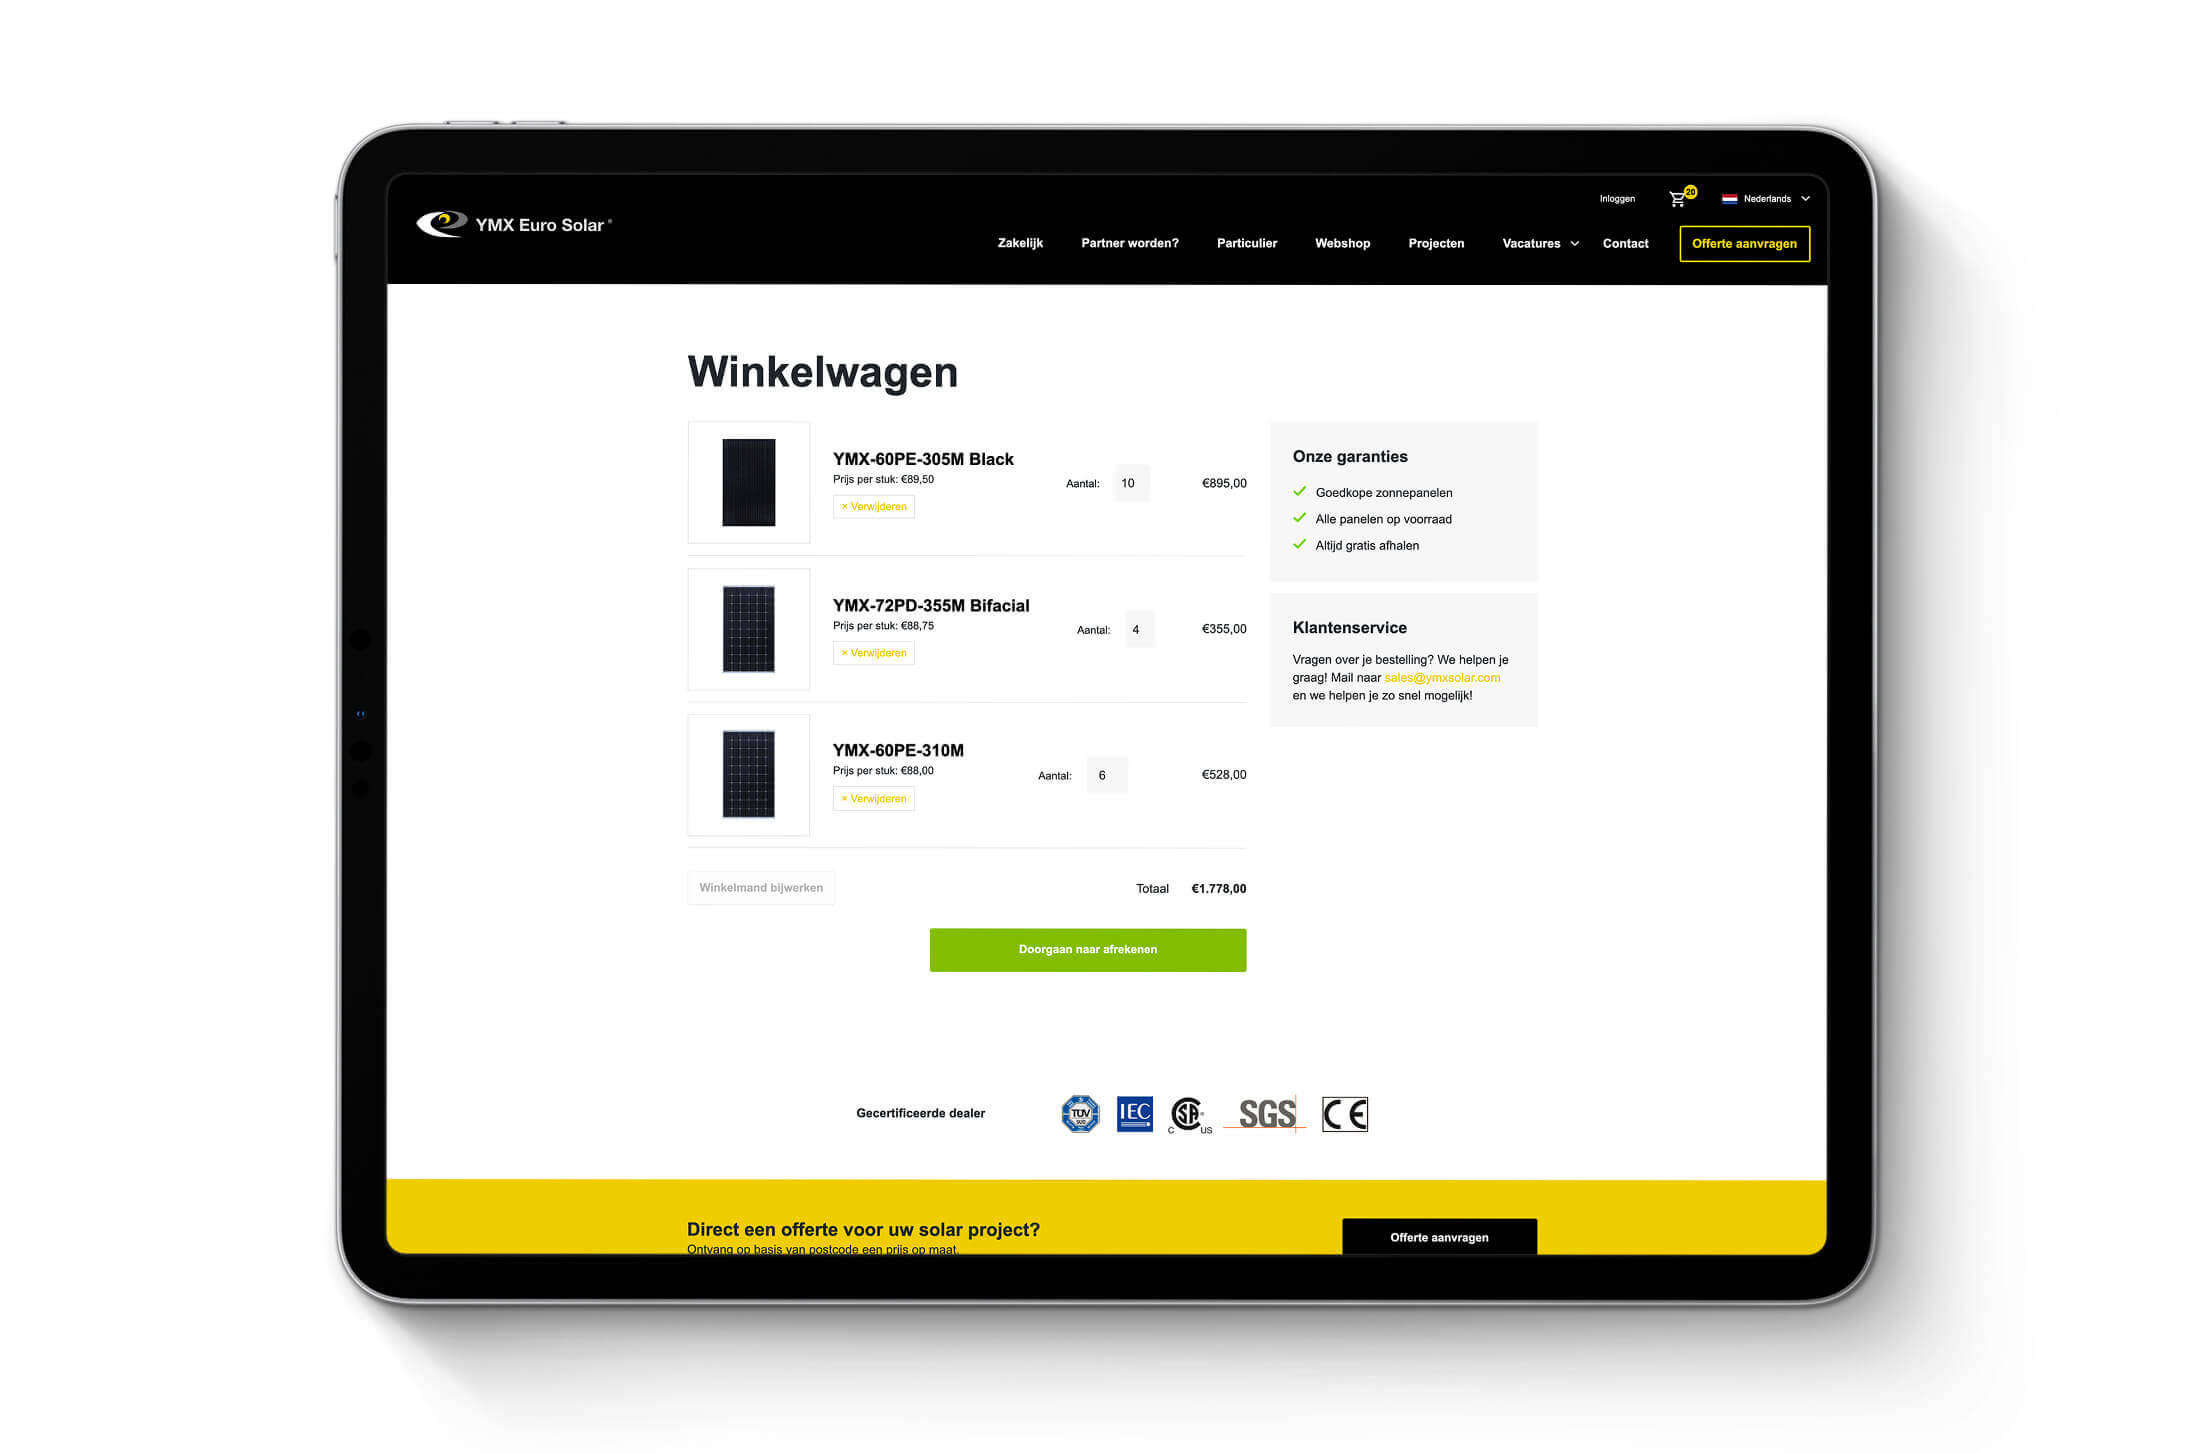 Inloggen
20
Nederlands
YMX Euro Solar®
Zakelijk Partner worden? Particulier Webshop Projecten Vacatures Contact Offerte aanvragen
Winkelwagen
YMX-60PE-305M Black
Prijs per stuk: €89,50
Aantal: 10 €895,00
× Verwijderen
YMX-72PD-355M Bifacial
Prijs per stuk: €88,75
Aantal: 4 €355,00
× Verwijderen
YMX-60PE-310M
Prijs per stuk: €88,00
Aantal: 6 €528,00
× Verwijderen
Winkelmand bijwerken
Totaal €1.778,00
Doorgaan naar afrekenen
Onze garanties
Goedkope zonnepanelen
Alle panelen op voorraad
Altijd gratis afhalen
Klantenservice
Vragen over je bestelling? We helpen je
graag! Mail naar sales@ymxsolar.com
en we helpen je zo snel mogelijk!
Gecertificeerde dealer
TÜV
SÜD
IEC
SA
C US
SGS
CE
Direct een offerte voor uw solar project?
Ontvang op basis van postcode een prijs op maat.
Offerte aanvragen